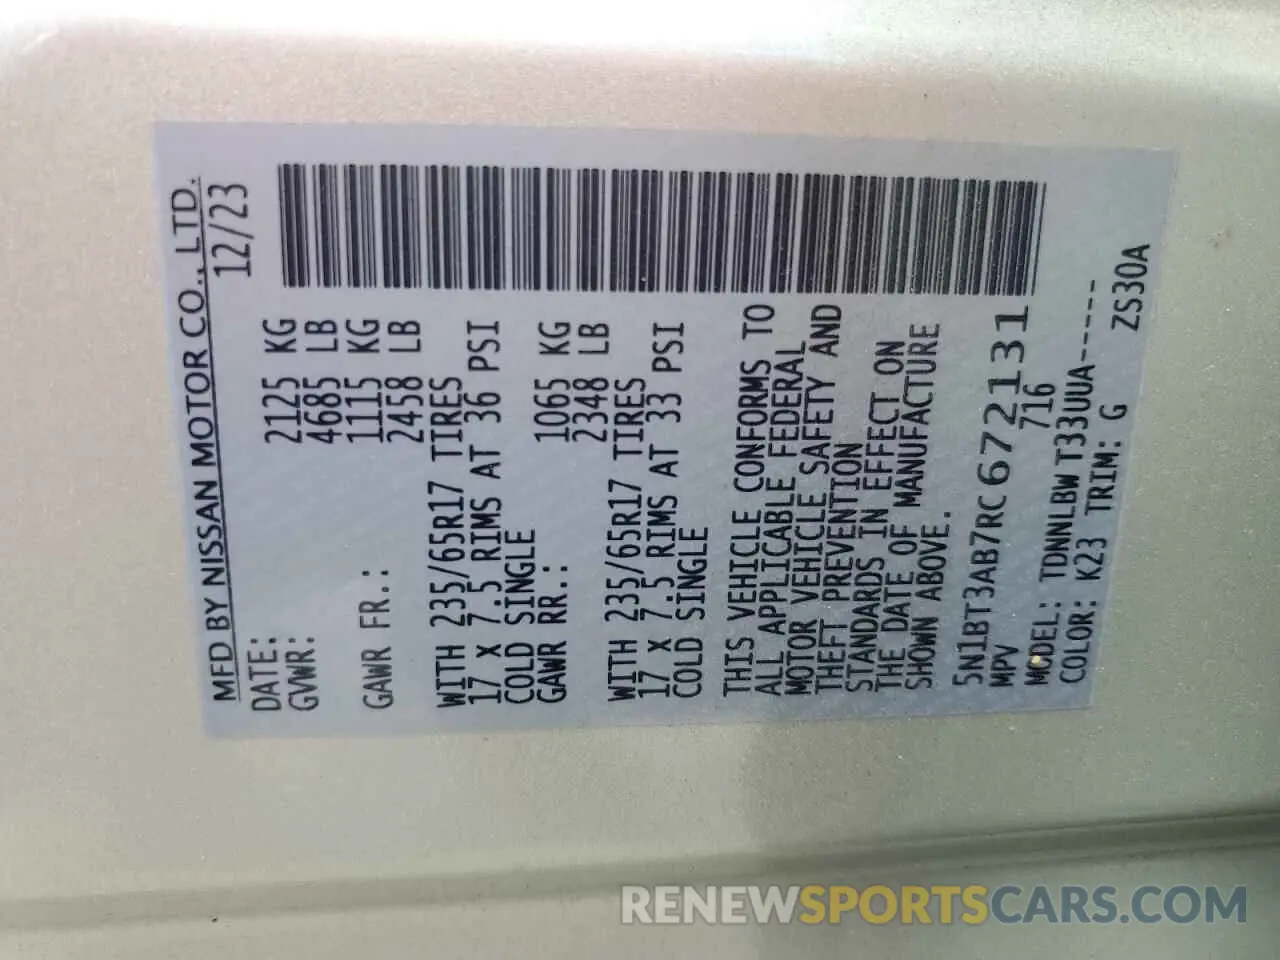 MFD BY NISSAN MOTOR CO., LTD.
DATE: 12/23
GVWR: 2125 KG
4685 LB
GAWR FR.: 1115 KG
2458 LB
WITH 235/65R17 TIRES
17 X 7.5 RIMS AT 36 PSI
COLD SINGLE
GAWR RR.: 1065 KG
2348 LB
WITH 235/65R17 TIRES
17 X 7.5 RIMS AT 33 PSI
COLD SINGLE
THIS VEHICLE CONFORMS TO
ALL APPLICABLE FEDERAL
MOTOR VEHICLE SAFETY AND
THEFT PREVENTION
STANDARDS IN EFFECT ON
THE DATE OF MANUFACTURE
SHOWN ABOVE.
5N1BT3AB7RC672131
MPV 716
MODEL: TDNNLBW T33UUA-----
COLOR: K23 TRIM: G ZS30A
RENEWSPORTSCARS.COM